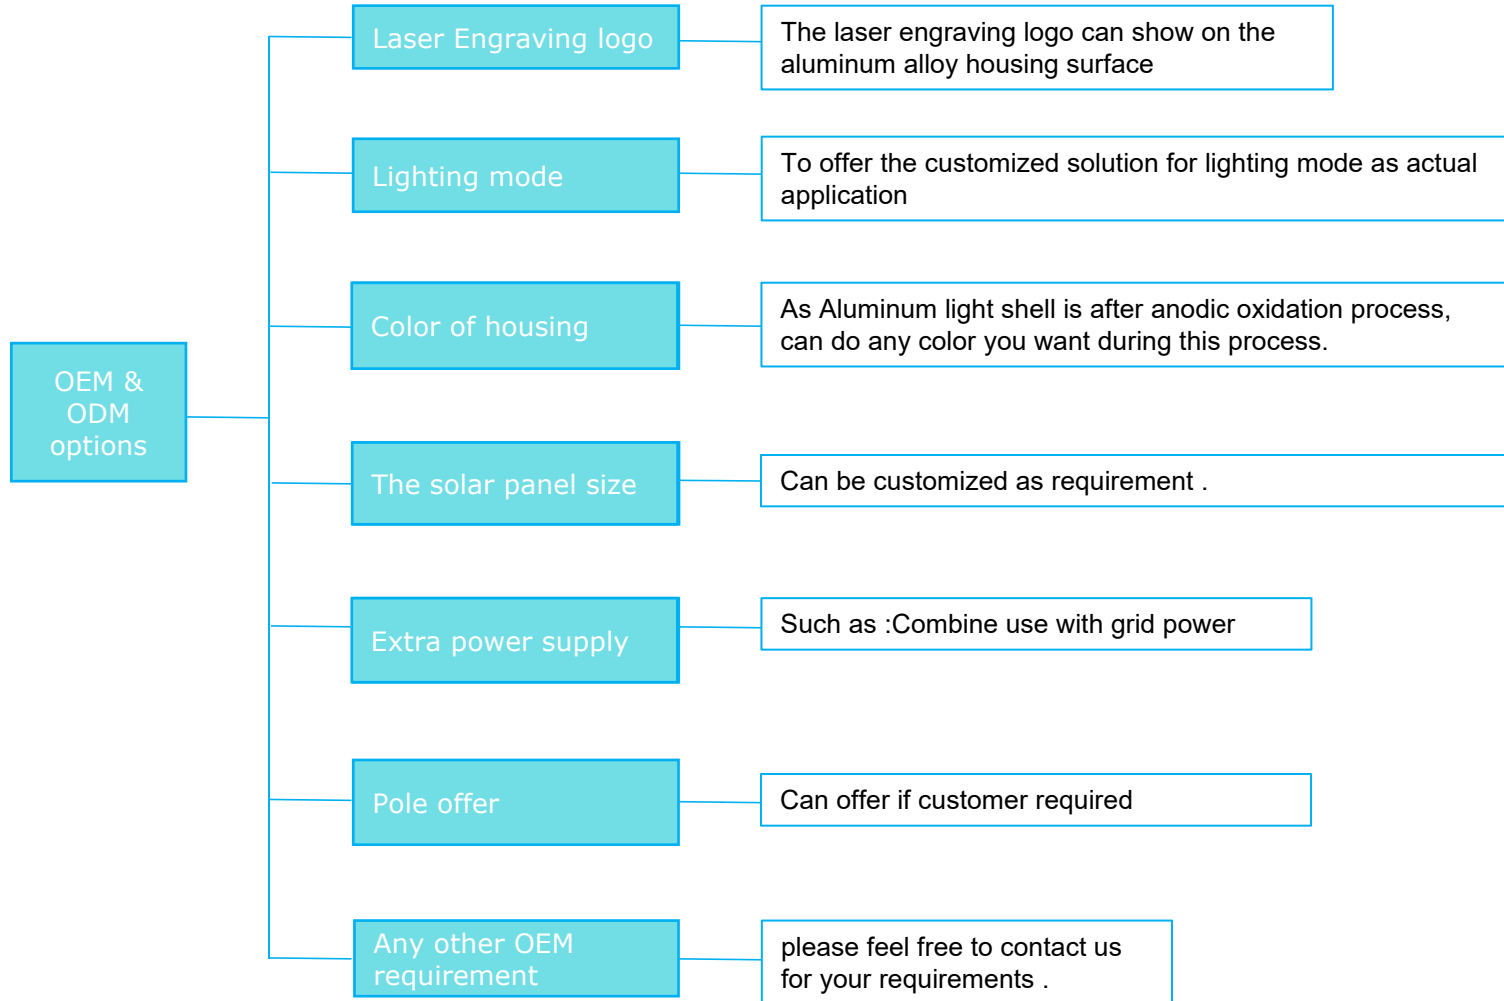 OEM &
ODM
options
Laser Engraving logo
The laser engraving logo can show on the
aluminum alloy housing surface
Lighting mode
To offer the customized solution for lighting mode as actual
application
Color of housing
As Aluminum light shell is after anodic oxidation process,
can do any color you want during this process.
The solar panel size
Can be customized as requirement .
Extra power supply
Such as :Combine use with grid power
Pole offer
Can offer if customer required
Any other OEM
requirement
please feel free to contact us
for your requirements .